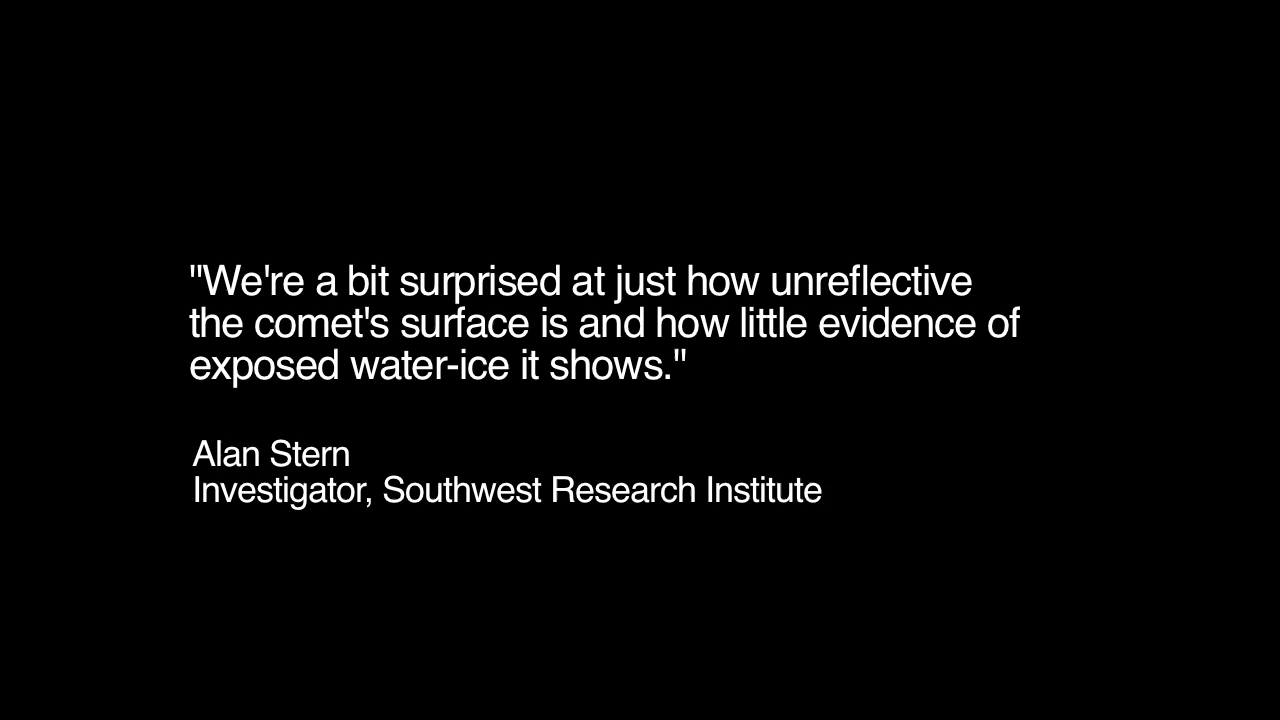 "We're a bit surprised at just how unreflective
the comet's surface is and how little evidence of
exposed water-ice it shows."
Alan Stern
Investigator, Southwest Research Institute